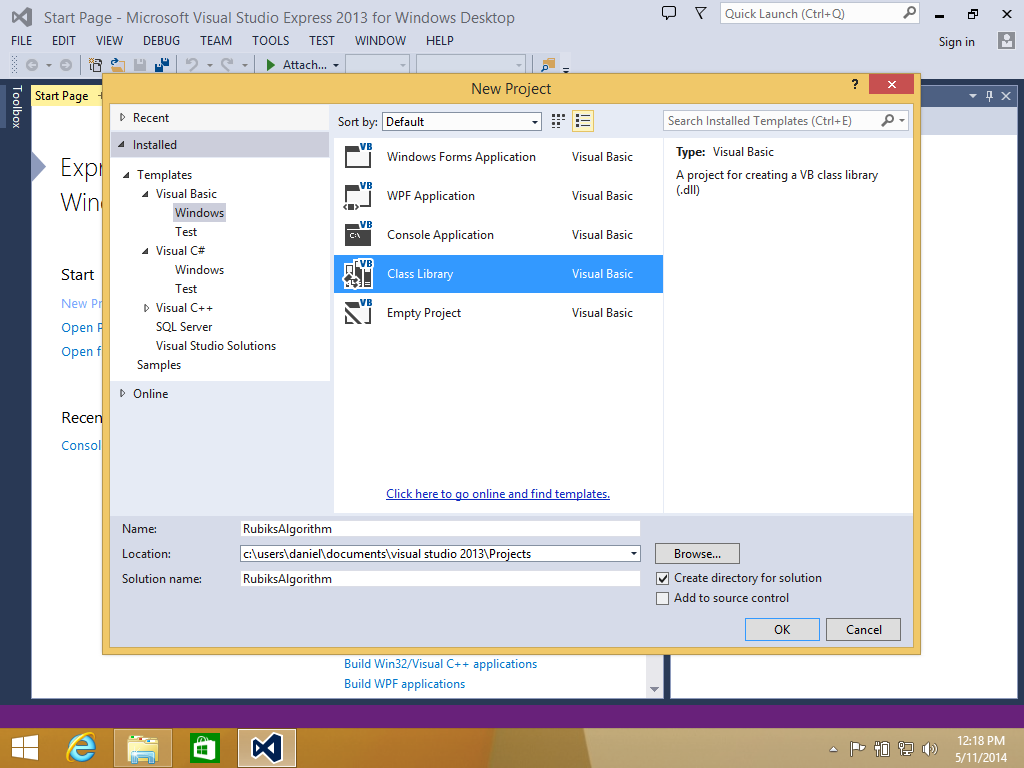 Start Page - Microsoft Visual Studio Express 2013 for Windows Desktop
Quick Launch (Ctrl+Q)
FILE EDIT VIEW DEBUG TEAM TOOLS TEST WINDOW HELP
Sign in
Attach...
Toolbox
Start Page
New Project
?
Recent
Installed
Templates
Visual Basic
Windows
Test
Visual C#
Windows
Test
Visual C++
SQL Server
Visual Studio Solutions
Samples
Online
Sort by: Default
Search Installed Templates (Ctrl+E)
VB Windows Forms Application Visual Basic
VB WPF Application Visual Basic
VB C:\ Console Application Visual Basic
VB Class Library Visual Basic
VB Empty Project Visual Basic
Click here to go online and find templates.
Type: Visual Basic
A project for creating a VB class library
(.dll)
Name: RubiksAlgorithm
Location: c:\users\daniel\documents\visual studio 2013\Projects
Browse...
Solution name: RubiksAlgorithm
Create directory for solution
Add to source control
OK Cancel
Expr
Win
Start
New Pr
Open P
Open f
Recen
Consol
Build Win32/Visual C++ applications
Build WPF applications
12:18 PM
5/11/2014